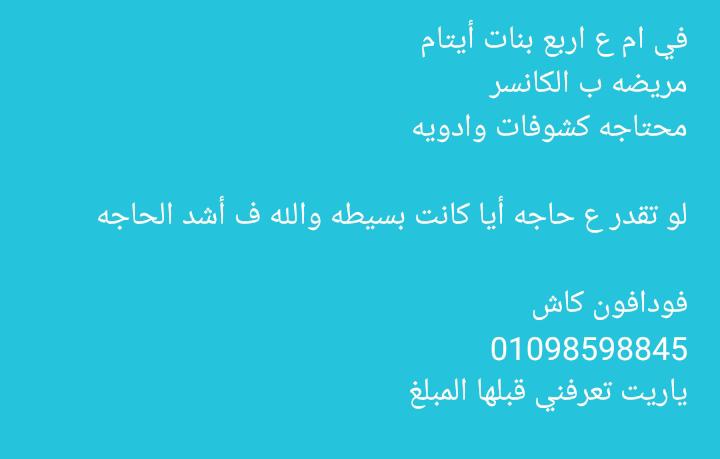 في ام ع اربع بنات أيتام
مريضه ب الكانسر
محتاجه كشوفات وادويه
لو تقدر ع حاجه أيا كانت بسيطه والله ف أشد الحاجه
فودافون كاش
01098598845
ياريت تعرفني قبلها المبلغ